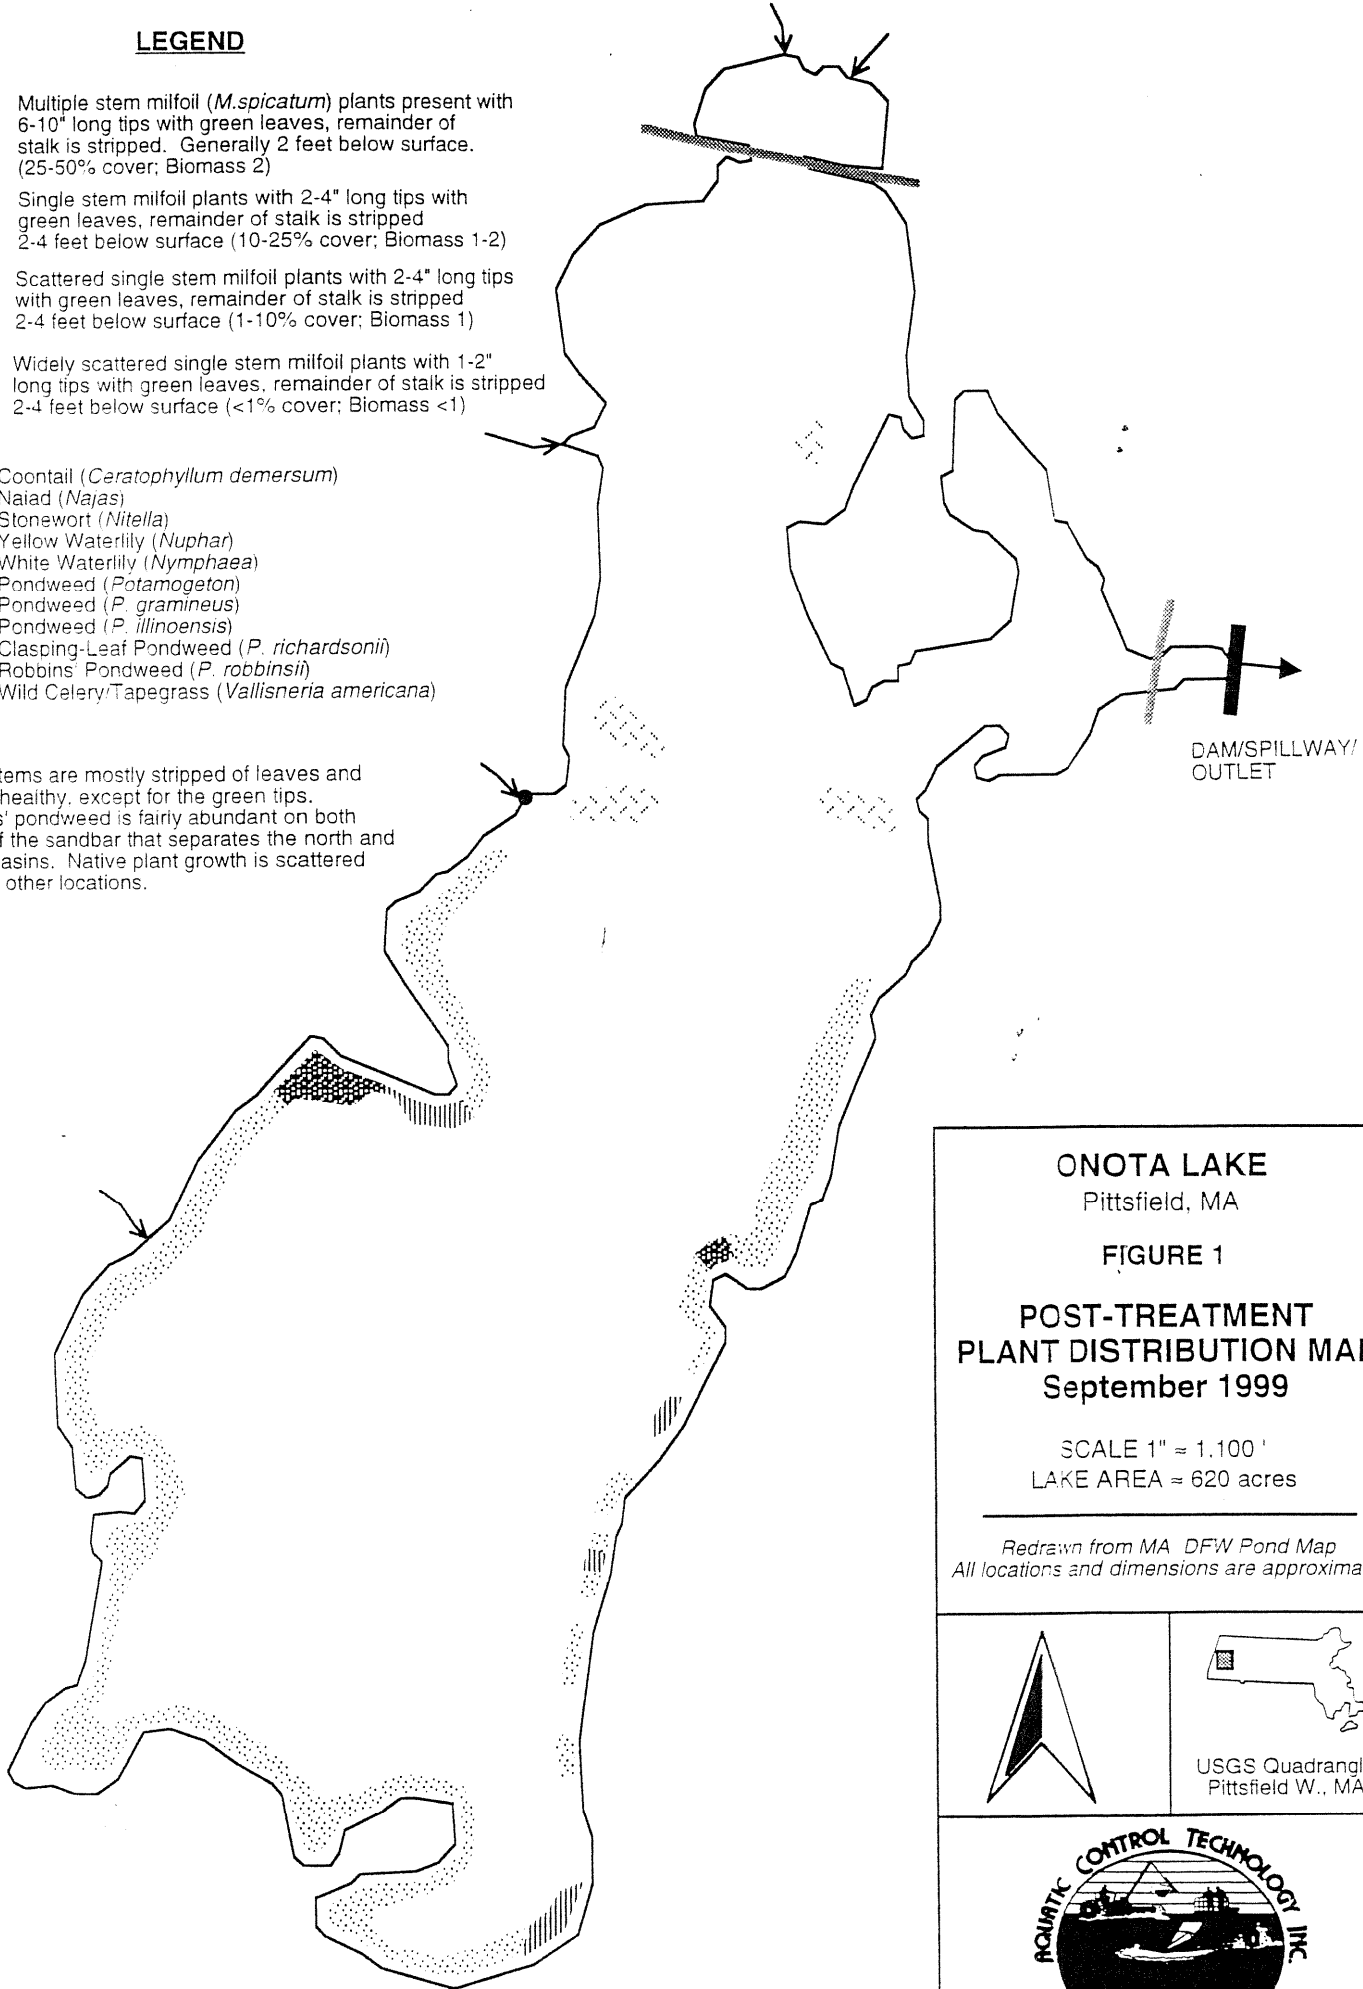 LEGEND
Multiple stem milfoil (M.spicatum) plants present with
6-10" long tips with green leaves, remainder of
stalk is stripped. Generally 2 feet below surface.
(25-50% cover; Biomass 2)
Single stem milfoil plants with 2-4" long tips with
green leaves, remainder of stalk is stripped
2-4 feet below surface (10-25% cover; Biomass 1-2)
Scattered single stem milfoil plants with 2-4" long tips
with green leaves, remainder of stalk is stripped
2-4 feet below surface (1-10% cover; Biomass 1)
Widely scattered single stem milfoil plants with 1-2"
long tips with green leaves, remainder of stalk is stripped
2-4 feet below surface (<1% cover; Biomass <1)
Coontail (Ceratophyllum demersum)
Naiad (Najas)
Stonewort (Nitella)
Yellow Waterlily (Nuphar)
White Waterlily (Nymphaea)
Pondweed (Potamogeton)
Pondweed (P. gramineus)
Pondweed (P. illinoensis)
Clasping-Leaf Pondweed (P. richardsonii)
Robbins' Pondweed (P. robbinsii)
Wild Celery/Tapegrass (Vallisneria americana)
tems are mostly stripped of leaves and
healthy, except for the green tips.
s' pondweed is fairly abundant on both
f the sandbar that separates the north and
asins. Native plant growth is scattered
other locations.
DAM/SPILLWAY/
OUTLET
ONOTA LAKE
Pittsfield, MA
FIGURE 1
POST-TREATMENT
PLANT DISTRIBUTION MA
September 1999
SCALE 1" ≈ 1,100 '
LAKE AREA ≈ 620 acres
Redrawn from MA DFW Pond Map
All locations and dimensions are approxima
USGS Quadrangl
Pittsfield W., MA
AQUATIC CONTROL TECHNOLOGY INC.